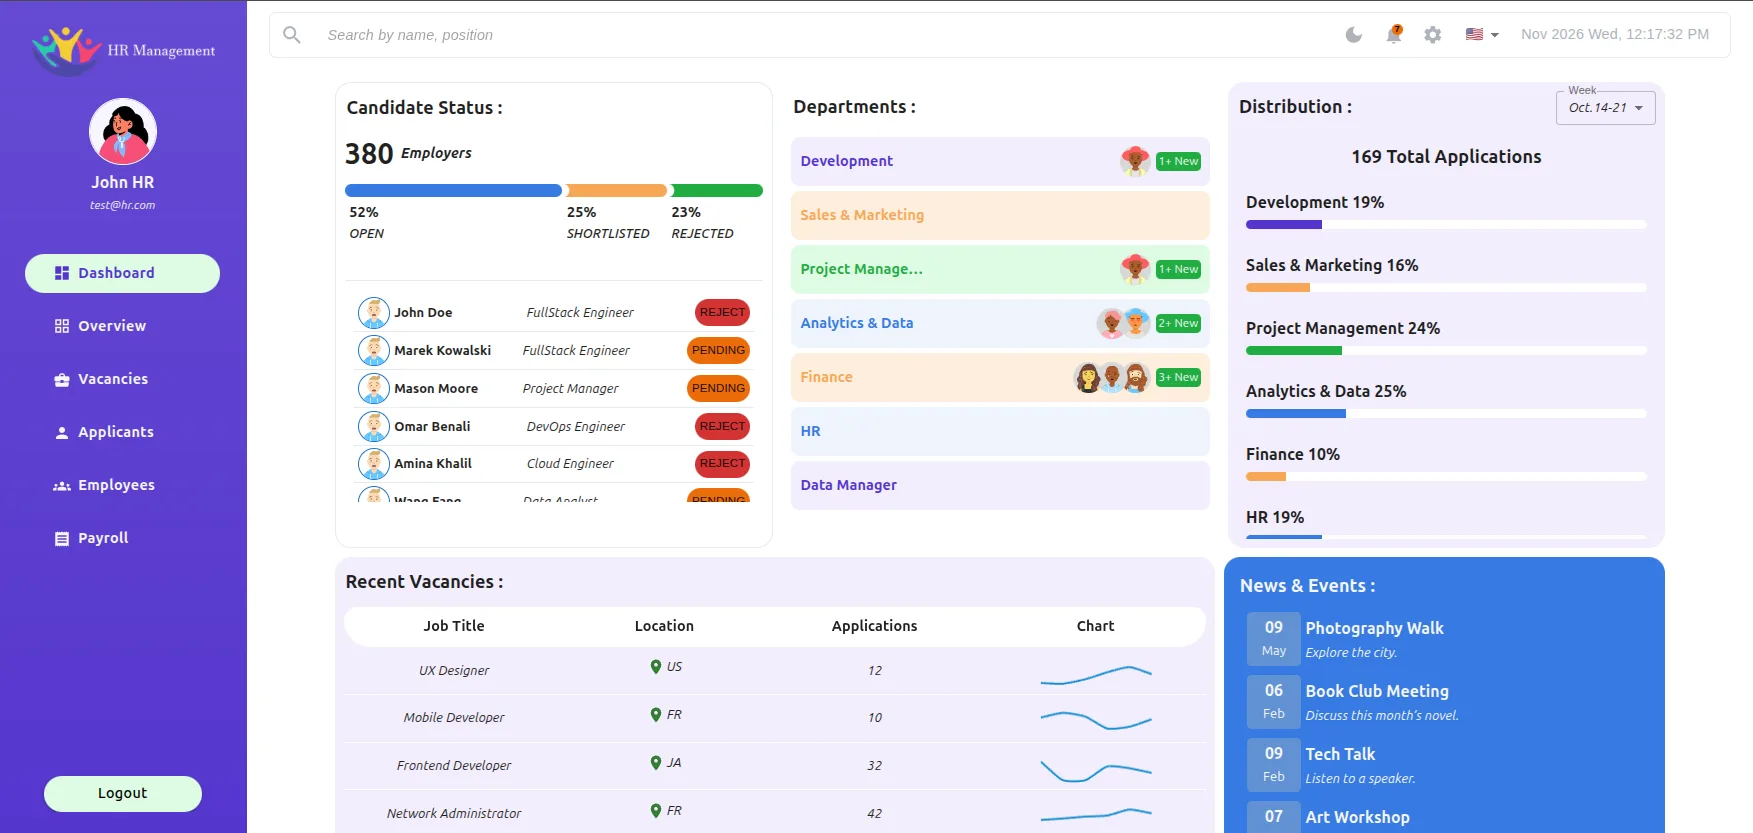 HR Management
John HR
test@hr.com
Dashboard
Overview
Vacancies
Applicants
Employees
Payroll
Logout
Search by name, position
7
Nov 2026 Wed, 12:17:32 PM
Candidate Status :
380 Employers
52%
OPEN
25%
SHORTLISTED
23%
REJECTED
John Doe FullStack Engineer REJECT
Marek Kowalski FullStack Engineer PENDING
Mason Moore Project Manager PENDING
Omar Benali DevOps Engineer REJECT
Amina Khalil Cloud Engineer REJECT
Wang Fang Data Analyst PENDING
Departments :
Development 1+ New
Sales & Marketing
Project Manage... 1+ New
Analytics & Data 2+ New
Finance 3+ New
HR
Data Manager
Distribution :
Week
Oct.14-21
169 Total Applications
Development 19%
Sales & Marketing 16%
Project Management 24%
Analytics & Data 25%
Finance 10%
HR 19%
Recent Vacancies :
Job Title Location Applications Chart
UX Designer US 12
Mobile Developer FR 10
Frontend Developer JA 32
Network Administrator FR 42
News & Events :
09 May
Photography Walk
Explore the city.
06 Feb
Book Club Meeting
Discuss this month's novel.
09 Feb
Tech Talk
Listen to a speaker.
07
Art Workshop